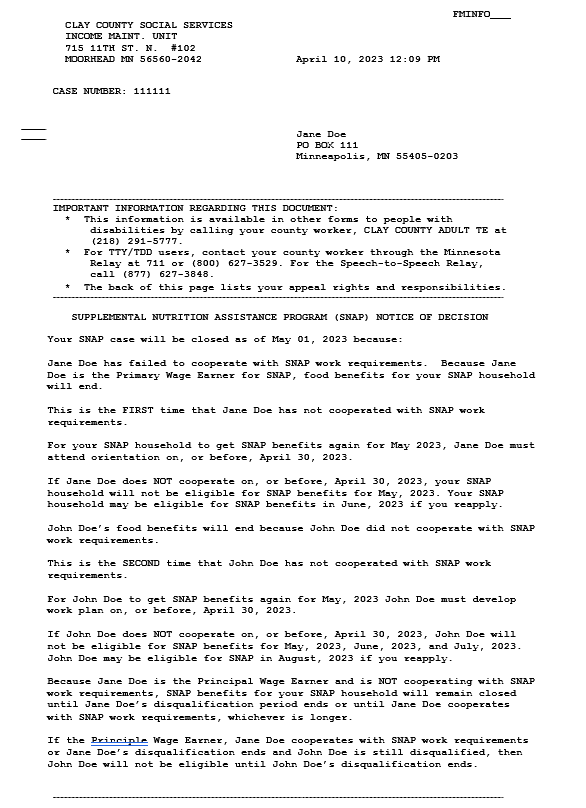 FMINFO___
CLAY COUNTY SOCIAL SERVICES
INCOME MAINT. UNIT
715 11TH ST. N.  #102
MOORHEAD MN 56560-2042
April 10, 2023 12:09 PM
CASE NUMBER: 111111
Jane Doe
PO BOX 111
Minneapolis, MN 55405-0203
IMPORTANT INFORMATION REGARDING THIS DOCUMENT:
* This information is available in other forms to people with
disabilities by calling your county worker, CLAY COUNTY ADULT TE at
(218) 291-5777.
* For TTY/TDD users, contact your county worker through the Minnesota
Relay at 711 or (800) 627-3529. For the Speech-to-Speech Relay,
call (877) 627-3848.
* The back of this page lists your appeal rights and responsibilities.
SUPPLEMENTAL NUTRITION ASSISTANCE PROGRAM (SNAP) NOTICE OF DECISION
Your SNAP case will be closed as of May 01, 2023 because:
Jane Doe has failed to cooperate with SNAP work requirements.  Because Jane
Doe is the Primary Wage Earner for SNAP, food benefits for your SNAP household
will end.
This is the FIRST time that Jane Doe has not cooperated with SNAP work
requirements.
For your SNAP household to get SNAP benefits again for May 2023, Jane Doe must
attend orientation on, or before, April 30, 2023.
If Jane Doe does NOT cooperate on, or before, April 30, 2023, your SNAP
household will not be eligible for SNAP benefits for May, 2023. Your SNAP
household may be eligible for SNAP benefits in June, 2023 if you reapply.
John Doe’s food benefits will end because John Doe did not cooperate with SNAP
work requirements.
This is the SECOND time that John Doe has not cooperated with SNAP work
requirements.
For John Doe to get SNAP benefits again for May, 2023 John Doe must develop
work plan on, or before, April 30, 2023.
If John Doe does NOT cooperate on, or before, April 30, 2023, John Doe will
not be eligible for SNAP benefits for May, 2023, June, 2023, and July, 2023.
John Doe may be eligible for SNAP in August, 2023 if you reapply.
Because Jane Doe is the Principal Wage Earner and is NOT cooperating with SNAP
work requirements, SNAP benefits for your SNAP household will remain closed
until Jane Doe’s disqualification period ends or until Jane Doe cooperates
with SNAP work requirements, whichever is longer.
If the Principle Wage Earner, Jane Doe cooperates with SNAP work requirements
or Jane Doe’s disqualification ends and John Doe is still disqualified, then
John Doe will not be eligible until John Doe’s disqualification ends.